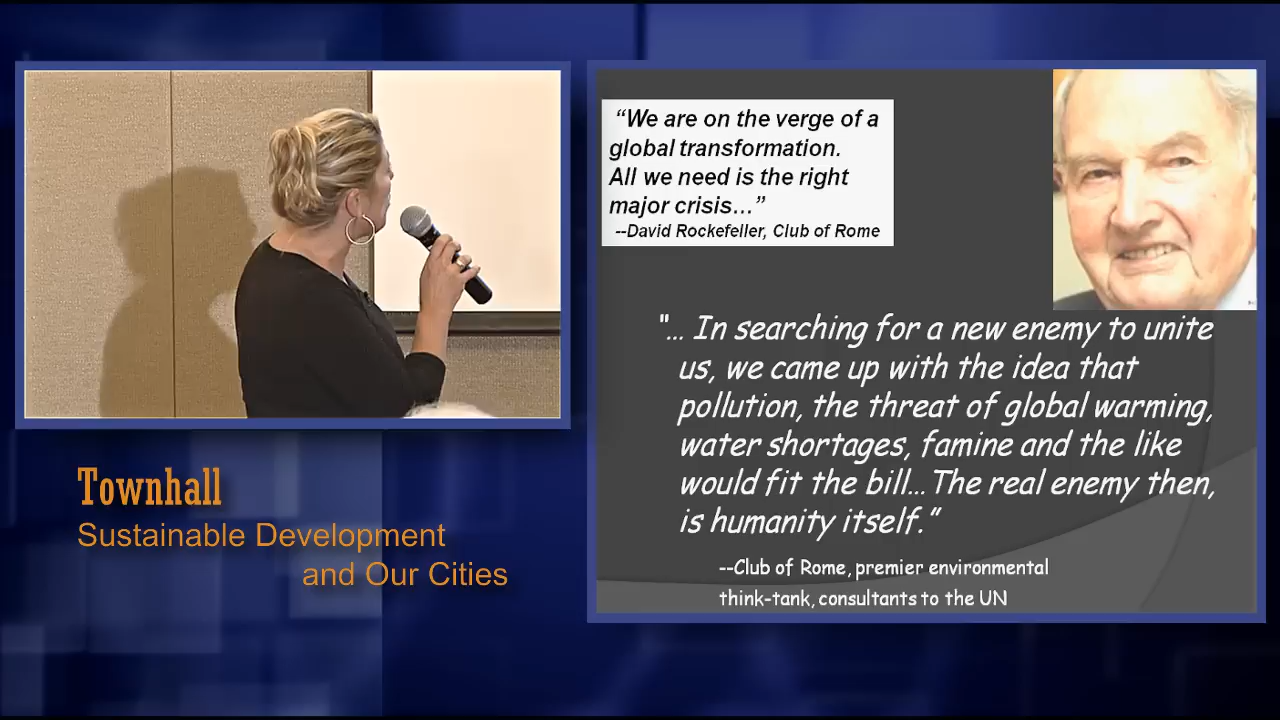 “We are on the verge of a
global transformation.
All we need is the right
major crisis…”
--David Rockefeller, Club of Rome
“… In searching for a new enemy to unite
us, we came up with the idea that
pollution, the threat of global warming,
water shortages, famine and the like
would fit the bill… The real enemy then,
is humanity itself.”
--Club of Rome, premier environmental
think-tank, consultants to the UN
Townhall
Sustainable Development
and Our Cities